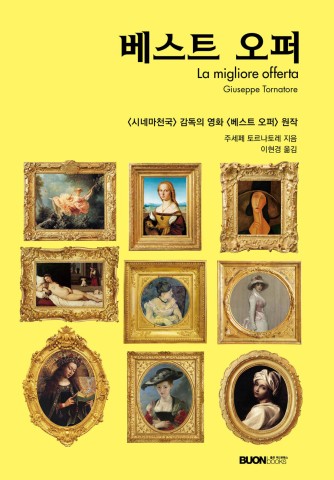 베스트 오퍼
La migliore offerta
Giuseppe Tornatore
〈시네마천국〉 감독의 영화 〈베스트 오퍼〉 원작
주세페 토르나토레 지음
이현경 옮김
BUON
BOOKS